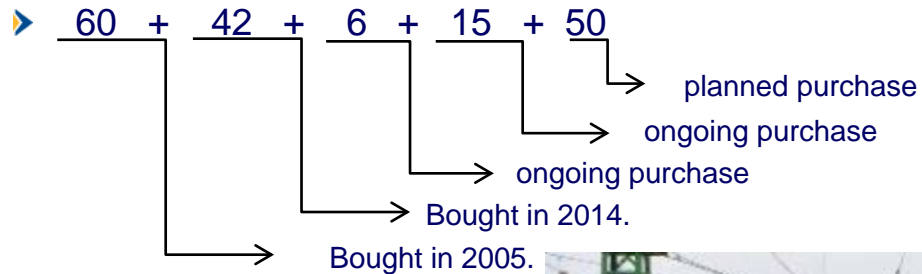 60 + 42 + 6 + 15 + 50
planned purchase
ongoing purchase
ongoing purchase
Bought in 2014.
Bought in 2005.